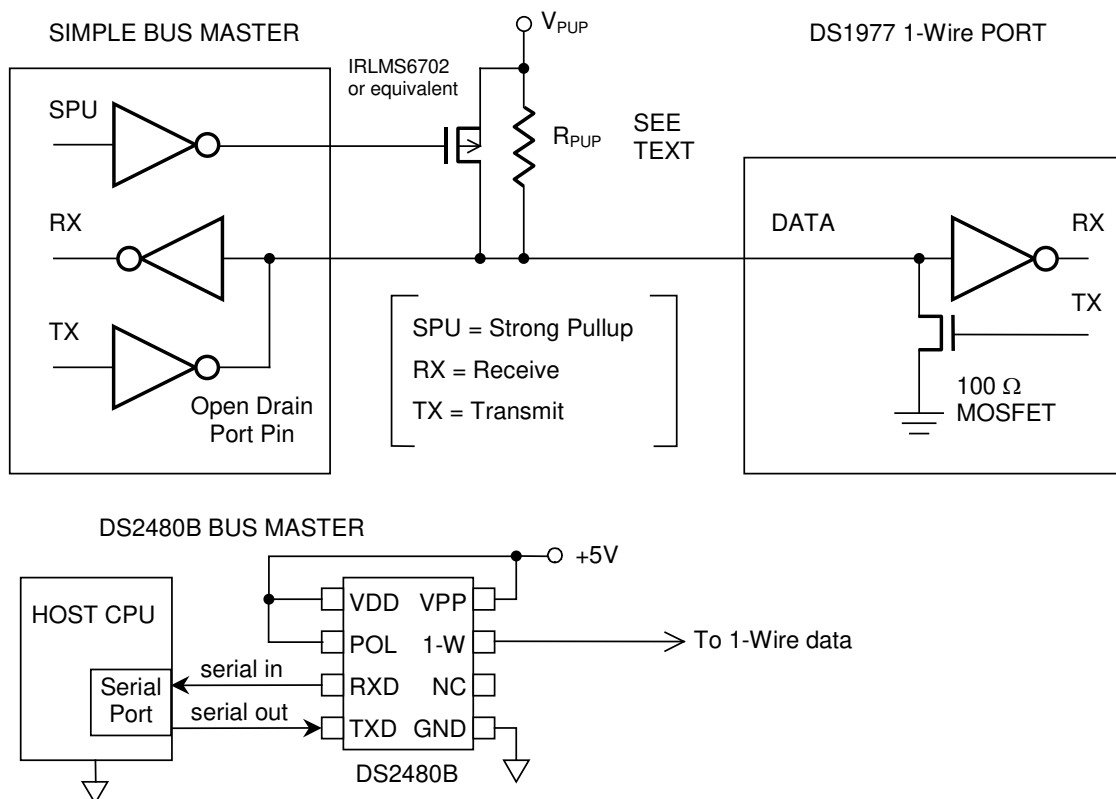 SIMPLE BUS MASTER
V_PUP
DS1977 1-Wire PORT
IRLMS6702
or equivalent
SPU
R_PUP
SEE
TEXT
RX
DATA
RX
TX
TX
SPU = Strong Pullup
RX = Receive
TX = Transmit
Open Drain
Port Pin
100 Ω
MOSFET
DS2480B BUS MASTER
+5V
HOST CPU
VDD VPP
POL 1-W
To 1-Wire data
serial in
RXD NC
Serial
Port
serial out
TXD GND
DS2480B